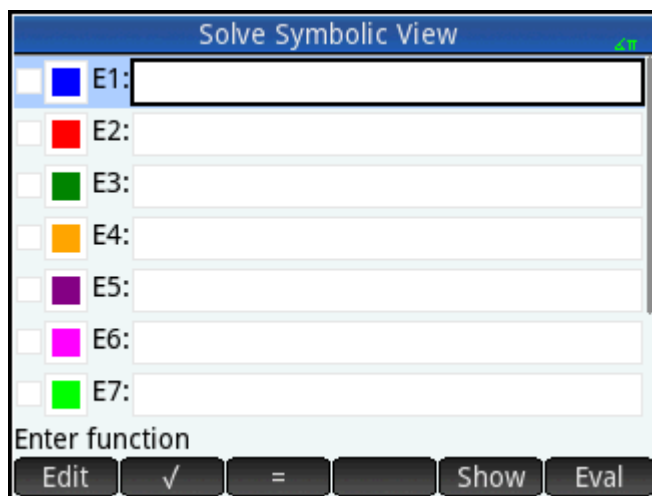 Solve Symbolic View
∡π
E1:
E2:
E3:
E4:
E5:
E6:
E7:
Enter function
Edit √ = Show Eval